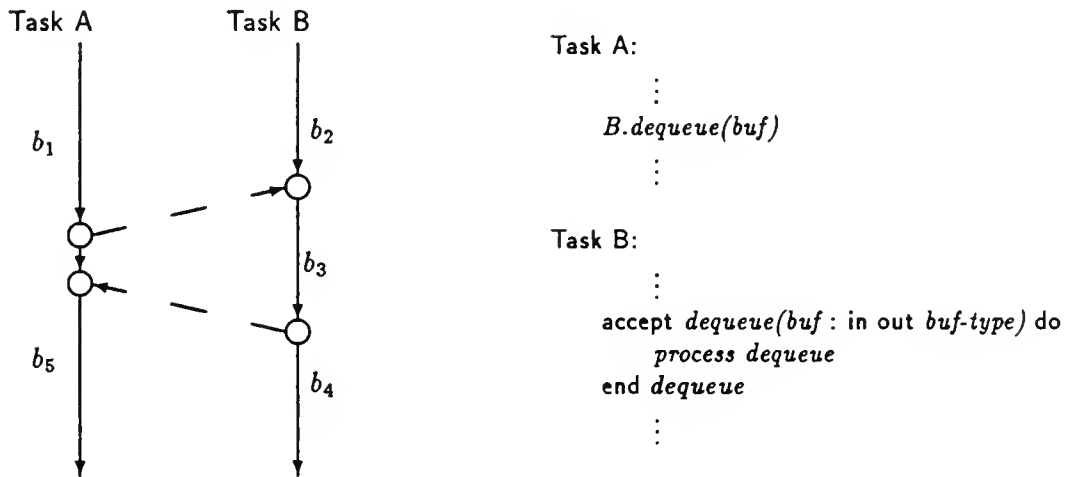 Task A
Task B
b₁
b₂
b₃
b₅
b₄
Task A:
⋮
B.dequeue(buf)
⋮
Task B:
⋮
accept dequeue(buf : in out buf-type) do
process dequeue
end dequeue
⋮